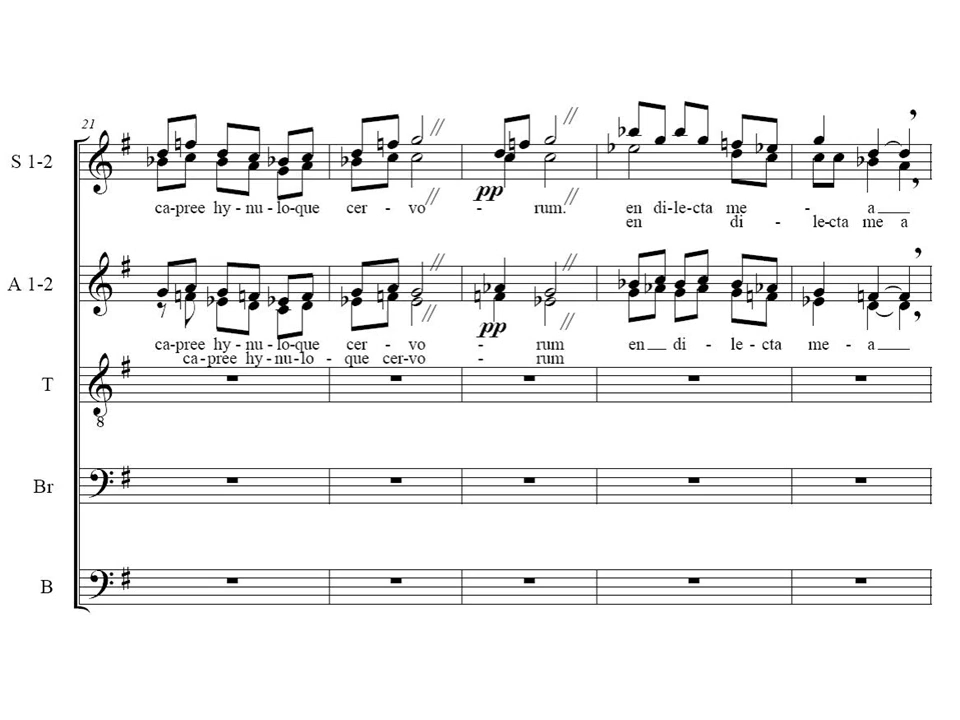 21
S 1-2
pp
ca-pree hy - nu - lo-que cer - vo - rum. en di-le-cta me - a
en di - le-cta me a
A 1-2
pp
ca-pree hy - nu - lo-que cer - vo - rum en di - le - cta me - a
ca-pree hy-nu-lo - que cer-vo - rum
T
8
Br
B